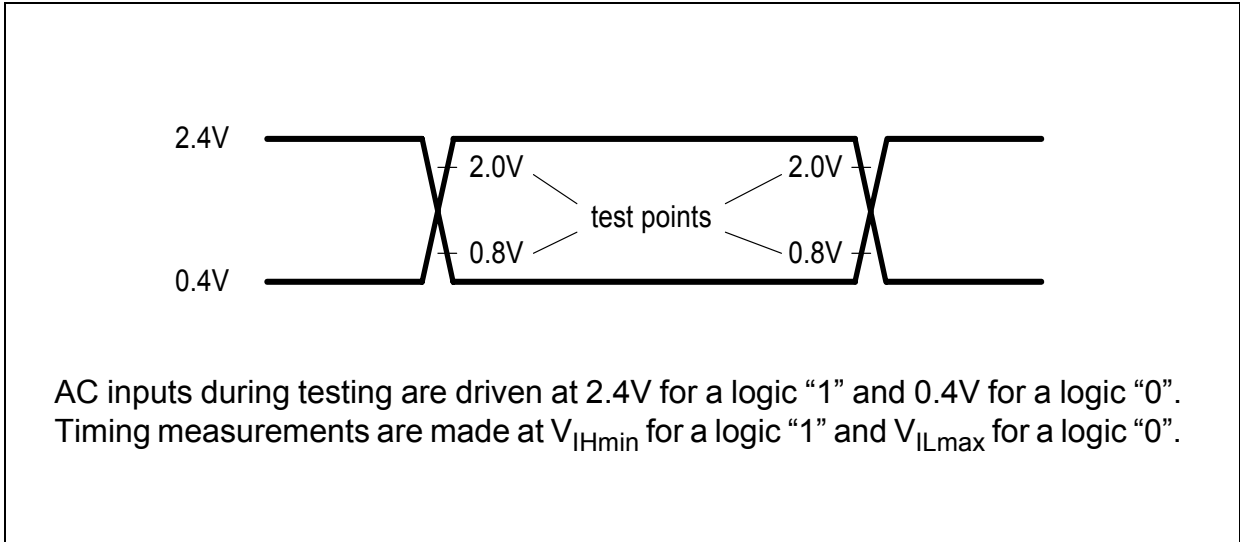 2.4V
2.0V 2.0V
test points
0.8V 0.8V
0.4V
AC inputs during testing are driven at 2.4V for a logic “1” and 0.4V for a logic “0”.
Timing measurements are made at VIHmin for a logic “1” and VILmax for a logic “0”.